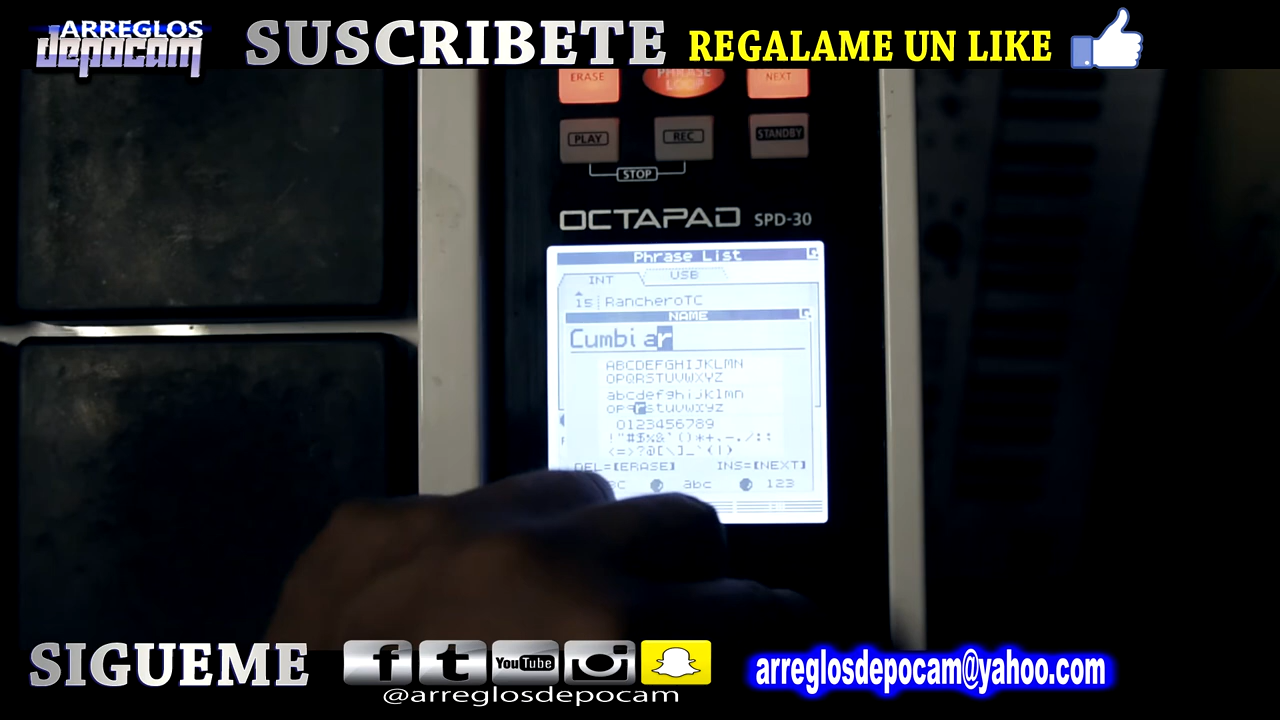 ARREGLOS
depocam
SUSCRIBETE
REGALAME UN LIKE
ERASE
PHRASE
LOOP
NEXT
PLAY
REC
STANDBY
STOP
OCTAPAD SPD-30
Phrase List
INT
USB
15 RancheroTC
NAME
Cumbiar
ABCDEFGHIJKLMN
OPQRSTUVWXYZ
abcdefghijklmn
opqrstuvwxyz
0123456789
!"#$%&'()*+,-./:;
<=>?@[\]_`{|}
DEL=[ERASE]
INS=[NEXT]
abc
123
SIGUEME
f
t
You Tube
@arreglosdepocam
arreglosdepocam@yahoo.com